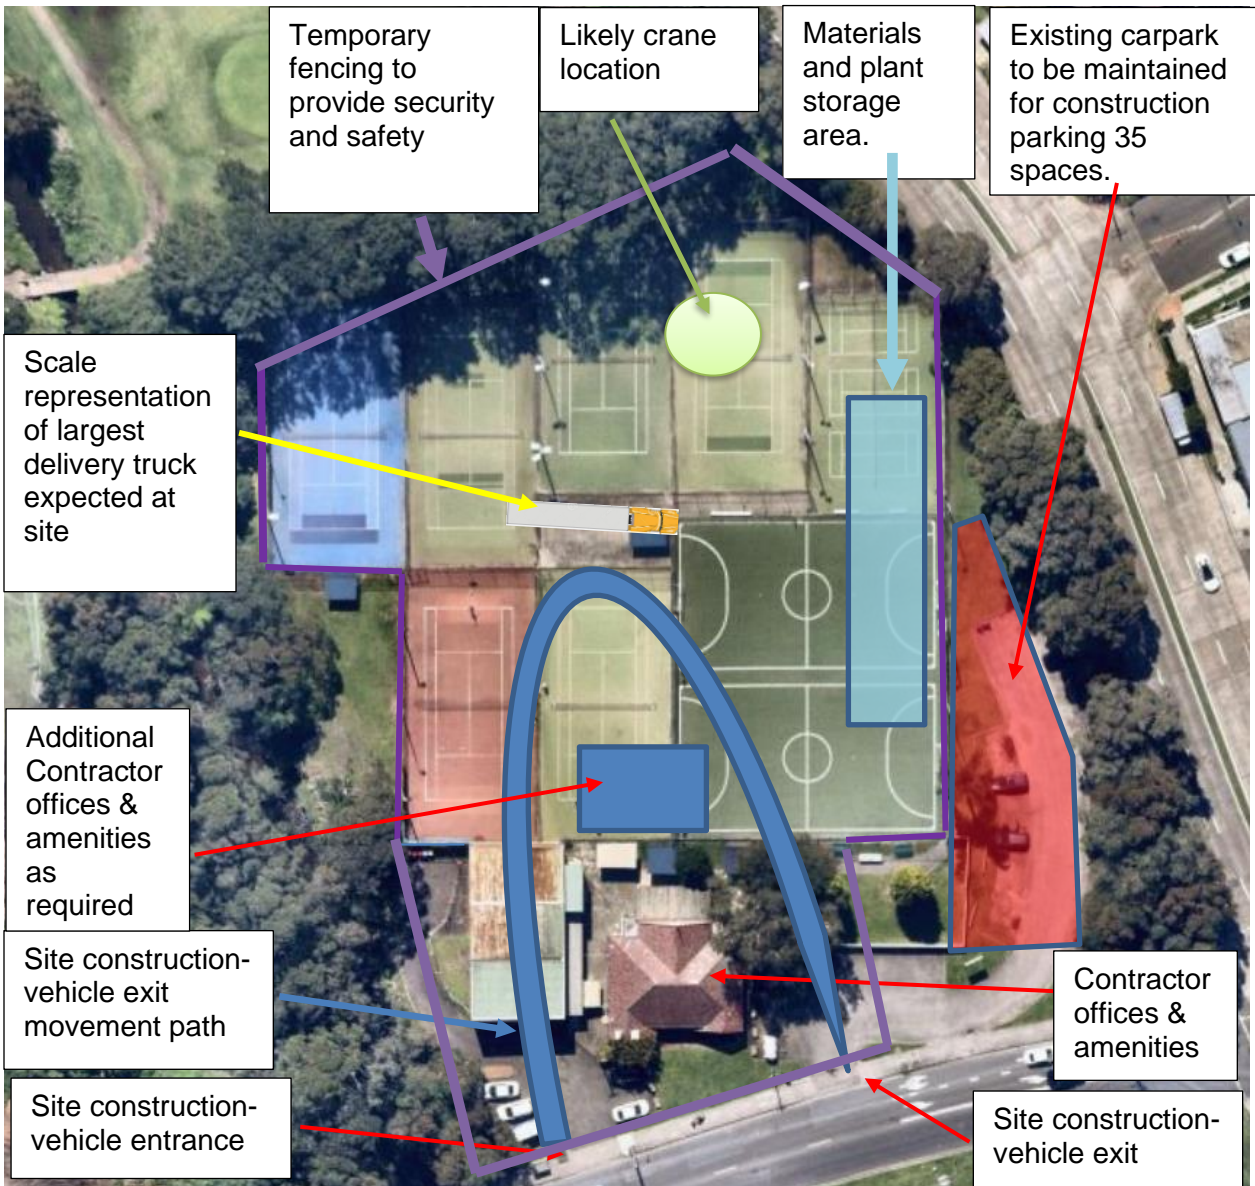 Temporary
fencing to
provide security
and safety
Likely crane
location
Materials
and plant
storage
area.
Existing carpark
to be maintained
for construction
parking 35
spaces.
Scale
representation
of largest
delivery truck
expected at
site
Additional
Contractor
offices &
amenities
as
required
Site construction-
vehicle exit
movement path
Site construction-
vehicle entrance
Contractor
offices &
amenities
Site construction-
vehicle exit